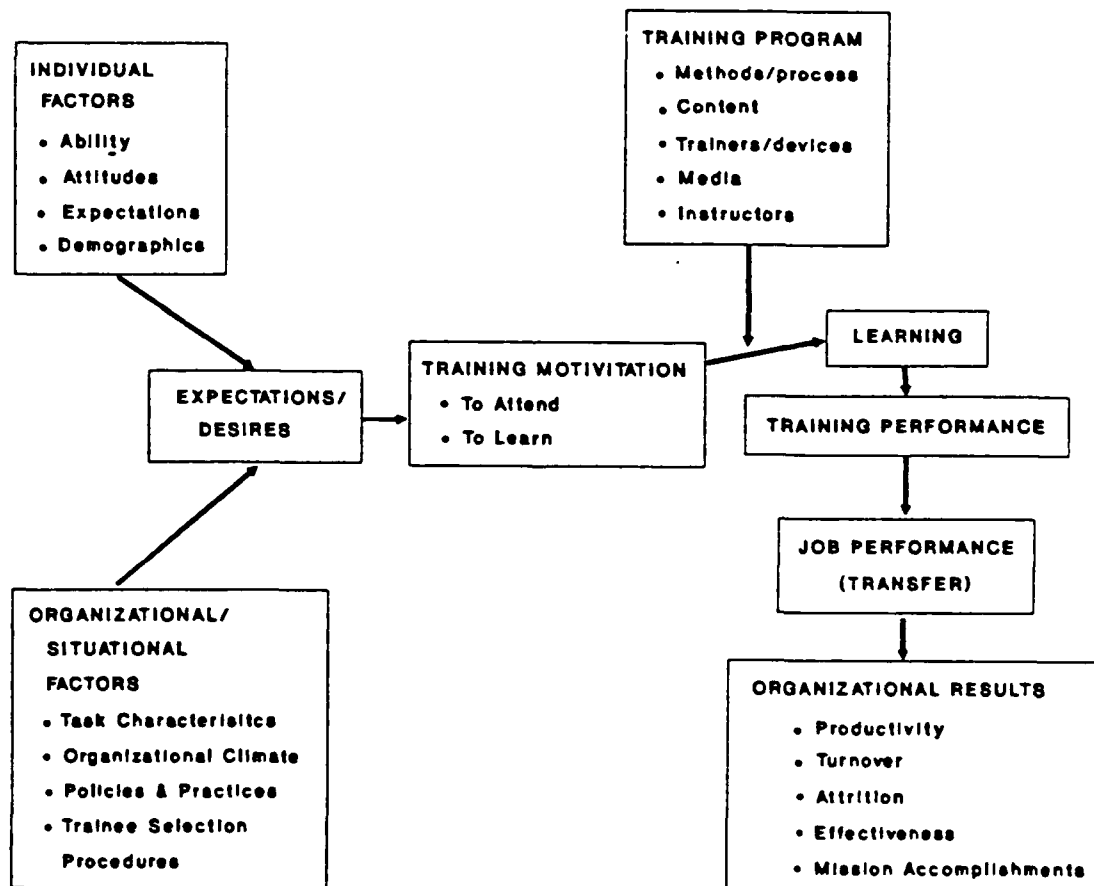 INDIVIDUAL
FACTORS
• Ability
• Attitudes
• Expectations
• Demographics
TRAINING PROGRAM
• Methods/process
• Content
• Trainers/devices
• Media
• Instructors
EXPECTATIONS/
DESIRES
TRAINING MOTIVITATION
• To Attend
• To Learn
LEARNING
TRAINING PERFORMANCE
JOB PERFORMANCE
(TRANSFER)
ORGANIZATIONAL/
SITUATIONAL
FACTORS
• Task Characterisitcs
• Organizational Climate
• Policies & Practices
• Trainee Selection
Procedures
ORGANIZATIONAL RESULTS
• Productivity
• Turnover
• Attrition
• Effectiveness
• Mission Accomplishments